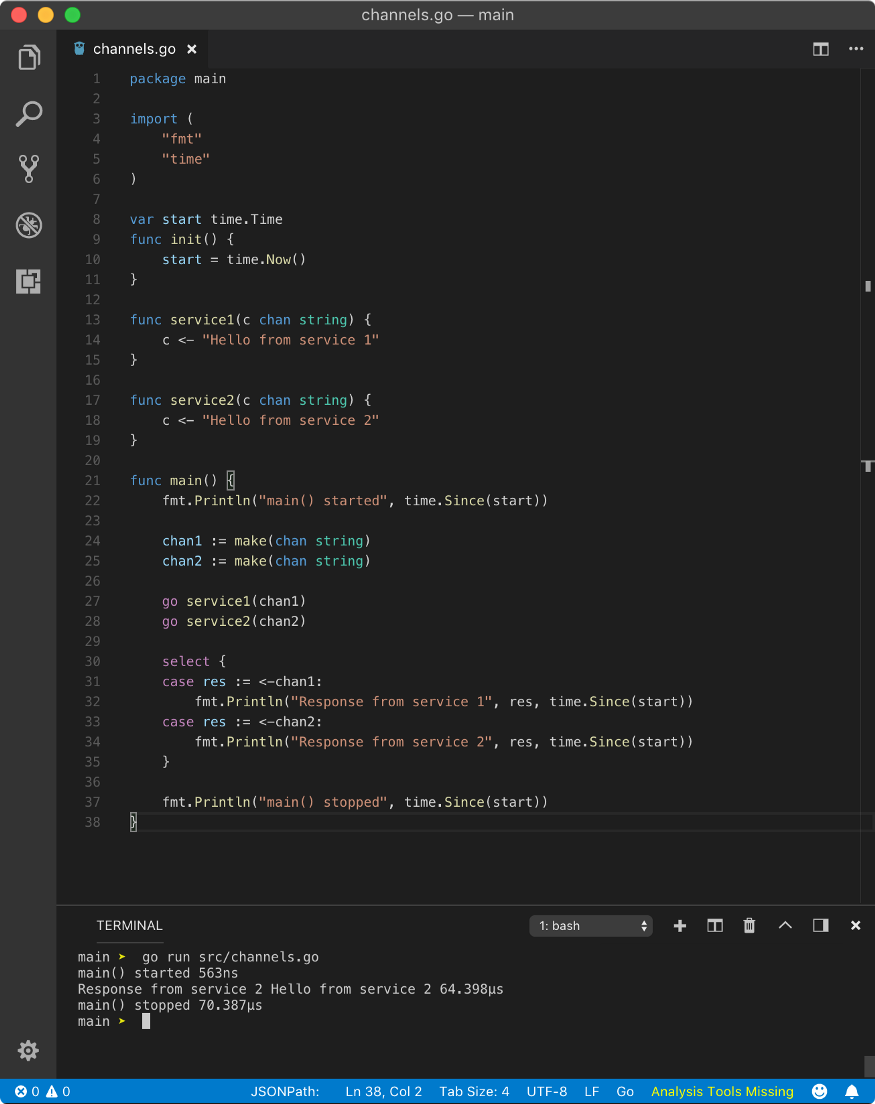 channels.go — main
channels.go
1 package main
2
3 import (
4 "fmt"
5 "time"
6 )
7
8 var start time.Time
9 func init() {
10 start = time.Now()
11 }
12
13 func service1(c chan string) {
14 c <- "Hello from service 1"
15 }
16
17 func service2(c chan string) {
18 c <- "Hello from service 2"
19 }
20
21 func main() {
22 fmt.Println("main() started", time.Since(start))
23
24 chan1 := make(chan string)
25 chan2 := make(chan string)
26
27 go service1(chan1)
28 go service2(chan2)
29
30 select {
31 case res := <-chan1:
32 fmt.Println("Response from service 1", res, time.Since(start))
33 case res := <-chan2:
34 fmt.Println("Response from service 2", res, time.Since(start))
35 }
36
37 fmt.Println("main() stopped", time.Since(start))
38 }
TERMINAL 1: bash
main ➤ go run src/channels.go
main() started 563ns
Response from service 2 Hello from service 2 64.398µs
main() stopped 70.387µs
main ➤
0 0 JSONPath: Ln 38, Col 2 Tab Size: 4 UTF-8 LF Go Analysis Tools Missing